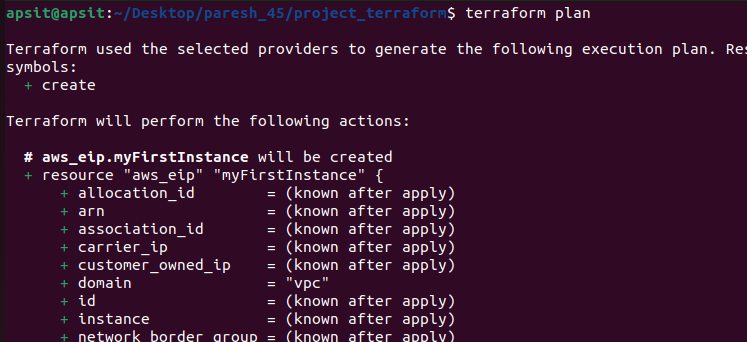 apsit@apsit:~/Desktop/paresh_45/project_terraform$ terraform plan
Terraform used the selected providers to generate the following execution plan. Res
symbols:
+ create
Terraform will perform the following actions:
# aws_eip.myFirstInstance will be created
+ resource "aws_eip" "myFirstInstance" {
+ allocation_id = (known after apply)
+ arn = (known after apply)
+ association_id = (known after apply)
+ carrier_ip = (known after apply)
+ customer_owned_ip = (known after apply)
+ domain = "vpc"
+ id = (known after apply)
+ instance = (known after apply)
+ network_border_group = (known after apply)